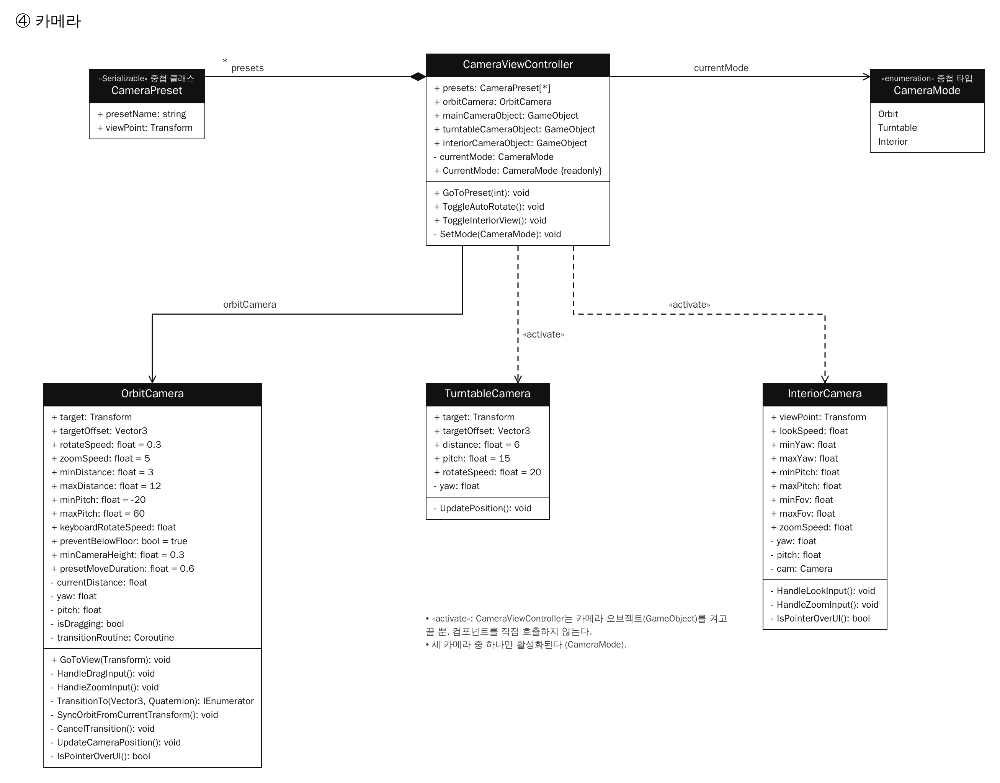 ④ 카메라
*
presets
«Serializable» 중첩 클래스
CameraPreset
+ presetName: string
+ viewPoint: Transform
CameraViewController
+ presets: CameraPreset[*]
+ orbitCamera: OrbitCamera
+ mainCameraObject: GameObject
+ turntableCameraObject: GameObject
+ interiorCameraObject: GameObject
- currentMode: CameraMode
+ CurrentMode: CameraMode {readonly}
+ GoToPreset(int): void
+ ToggleAutoRotate(): void
+ ToggleInteriorView(): void
- SetMode(CameraMode): void
currentMode
«enumeration» 중첩 타입
CameraMode
Orbit
Turntable
Interior
orbitCamera
«activate»
«activate»
OrbitCamera
+ target: Transform
+ targetOffset: Vector3
+ rotateSpeed: float = 0.3
+ zoomSpeed: float = 5
+ minDistance: float = 3
+ maxDistance: float = 12
+ minPitch: float = -20
+ maxPitch: float = 60
+ keyboardRotateSpeed: float
+ preventBelowFloor: bool = true
+ minCameraHeight: float = 0.3
+ presetMoveDuration: float = 0.6
- currentDistance: float
- yaw: float
- pitch: float
- isDragging: bool
- transitionRoutine: Coroutine
+ GoToView(Transform): void
- HandleDragInput(): void
- HandleZoomInput(): void
- TransitionTo(Vector3, Quaternion): IEnumerator
- SyncOrbitFromCurrentTransform(): void
- CancelTransition(): void
- UpdateCameraPosition(): void
- IsPointerOverUI(): bool
TurntableCamera
+ target: Transform
+ targetOffset: Vector3
+ distance: float = 6
+ pitch: float = 15
+ rotateSpeed: float = 20
- yaw: float
- UpdatePosition(): void
InteriorCamera
+ viewPoint: Transform
+ lookSpeed: float
+ minYaw: float
+ maxYaw: float
+ minPitch: float
+ maxPitch: float
+ minFov: float
+ maxFov: float
+ zoomSpeed: float
- yaw: float
- pitch: float
- cam: Camera
- HandleLookInput(): void
- HandleZoomInput(): void
- IsPointerOverUI(): bool
• «activate»: CameraViewController는 카메라 오브젝트(GameObject)를 켜고
끌 뿐, 컴포넌트를 직접 호출하지 않는다.
• 세 카메라 중 하나만 활성화된다 (CameraMode).